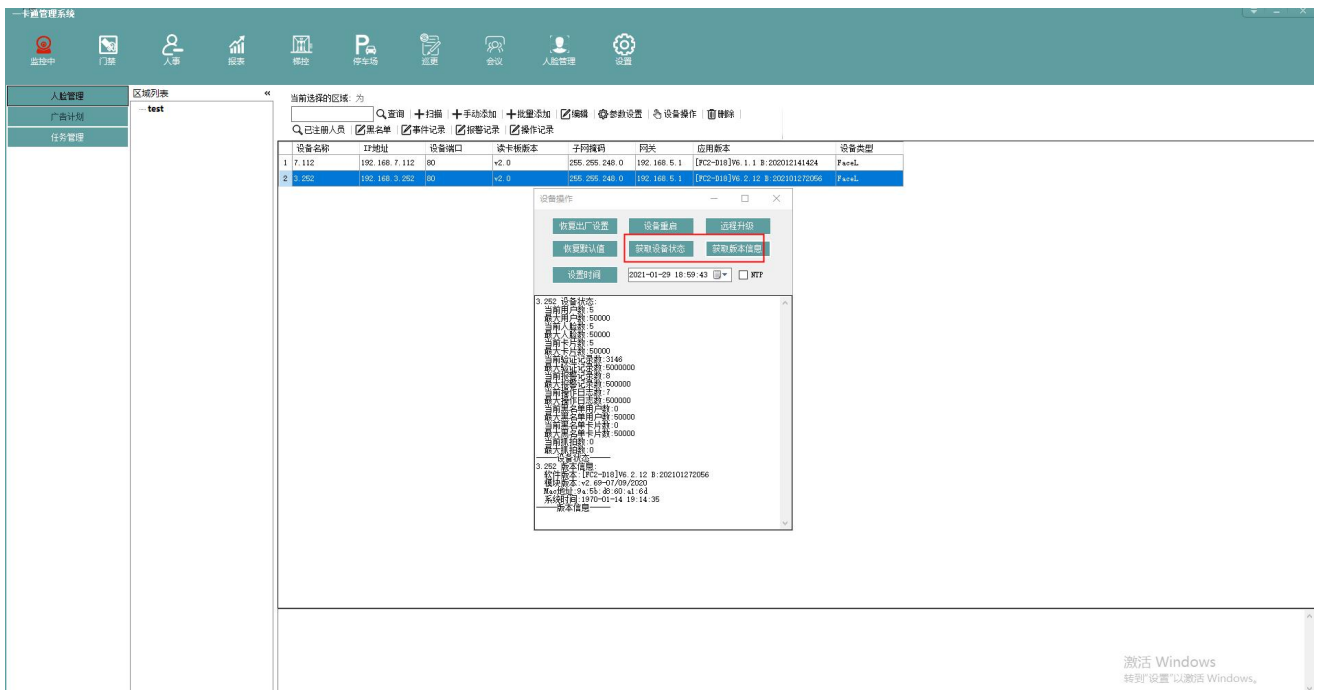 一卡通管理系统
监控中 门禁 人事 报表 梯控 停车场 巡更 会议 人脸管理 设置
人脸管理
广告计划
任务管理
区域列表 «
test
当前选择的区域: 为
查询 扫描 手动添加 批量添加 编辑 参数设置 设备操作 删除
已注册人员 黑名单 事件记录 报警记录 操作记录
设备名称 IP地址 设备端口 读卡板版本 子网掩码 网关 应用版本 设备类型
1 7.112 192.168.7.112 80 v2.0 255.255.248.0 192.168.5.1 [FC2-D18]V6.1.1 B:202012141424 FaceL
2 3.252 192.168.3.252 80 v2.0 255.255.248.0 192.168.5.1 [FC2-D18]V6.2.12 B:202101272056 FaceL
设备操作
恢复出厂设置 设备重启 远程升级
恢复默认值 获取设备状态 获取版本信息
设置时间 2021-01-29 18:59:43 NTP
3.252 设备状态:
当前用户数:5
最大用户数:50000
当前人脸数:5
最大人脸数:50000
当前卡片数:5
最大卡片数:50000
当前验证记录数:3146
最大验证记录数:5000000
当前报警记录数:8
最大报警记录数:500000
当前操作日志数:7
最大操作日志数:500000
当前黑名单用户数:0
最大黑名单用户数:50000
当前黑名单卡片数:0
最大黑名单卡片数:50000
当前抓拍数:0
最大抓拍数:0
——设备状态——
3.252 版本信息:
软件版本:[FC2-D18]V6.2.12 B:202101272056
模块版本:v2.69-07/09/2020
Mac地址:9a:5b:d8:60:a1:6d
系统时间:1970-01-14 19:14:35
——版本信息——
激活 Windows
转到"设置"以激活 Windows。